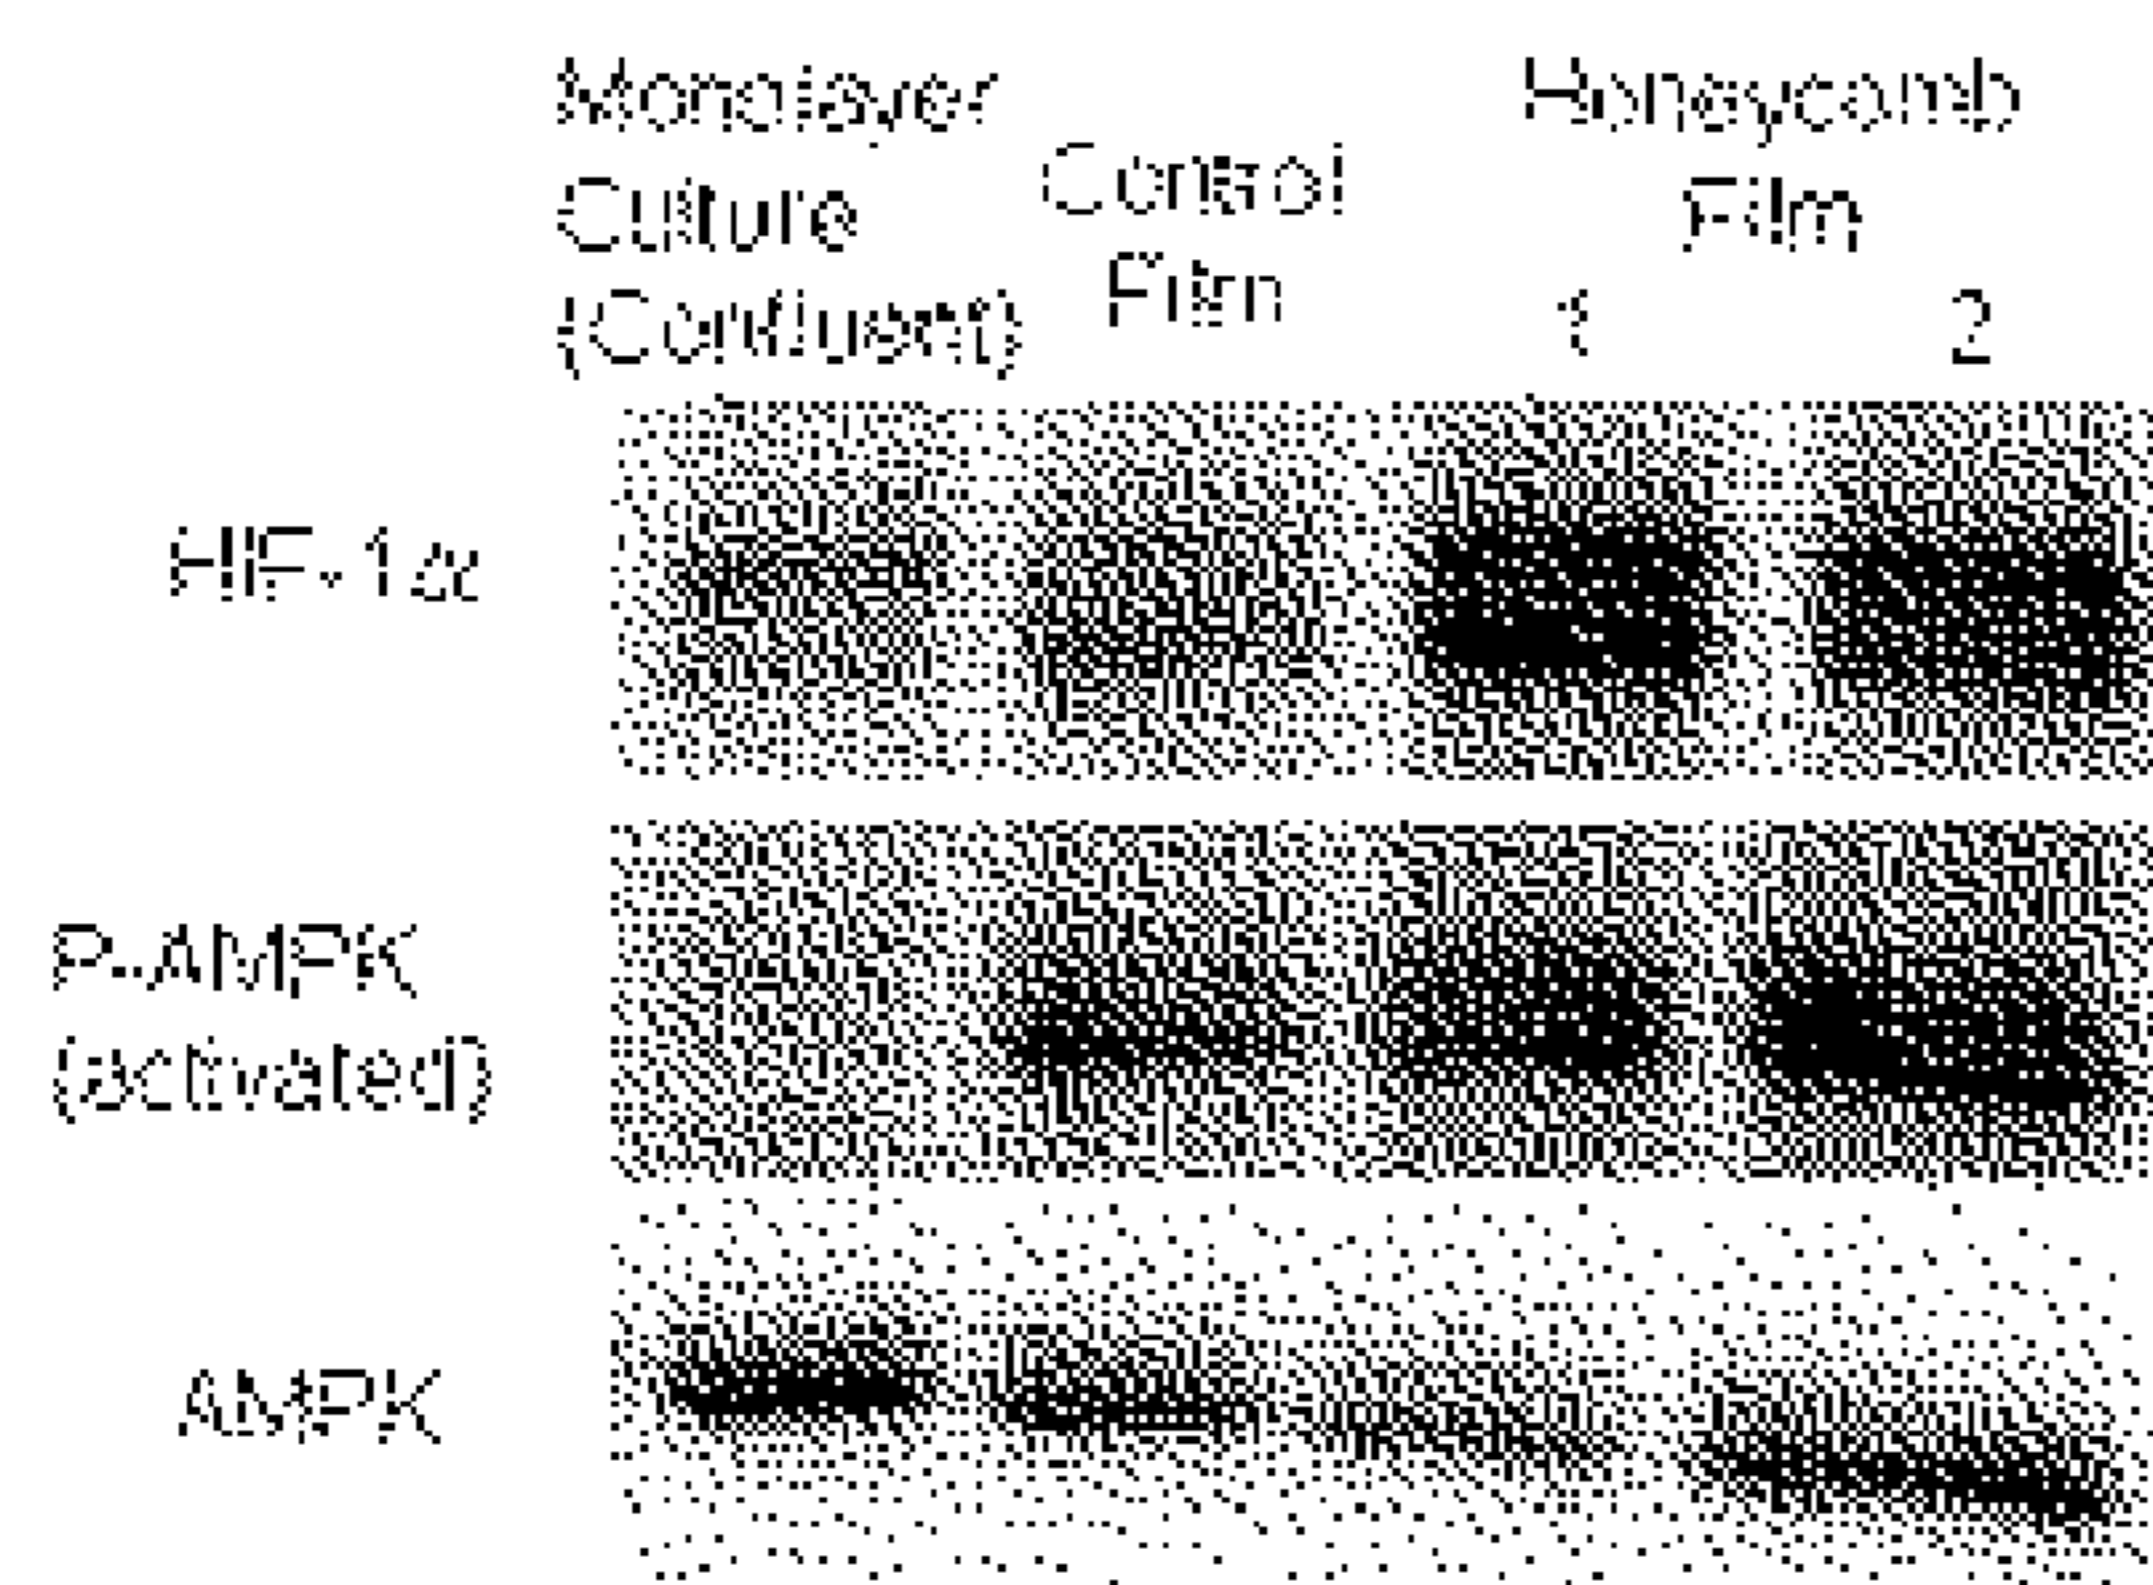 Monolayer
Culture
(Confluent)
Control
Film
Honeycomb
Film
1
2
HIF-1α
P-AMPK
(activated)
AMPK